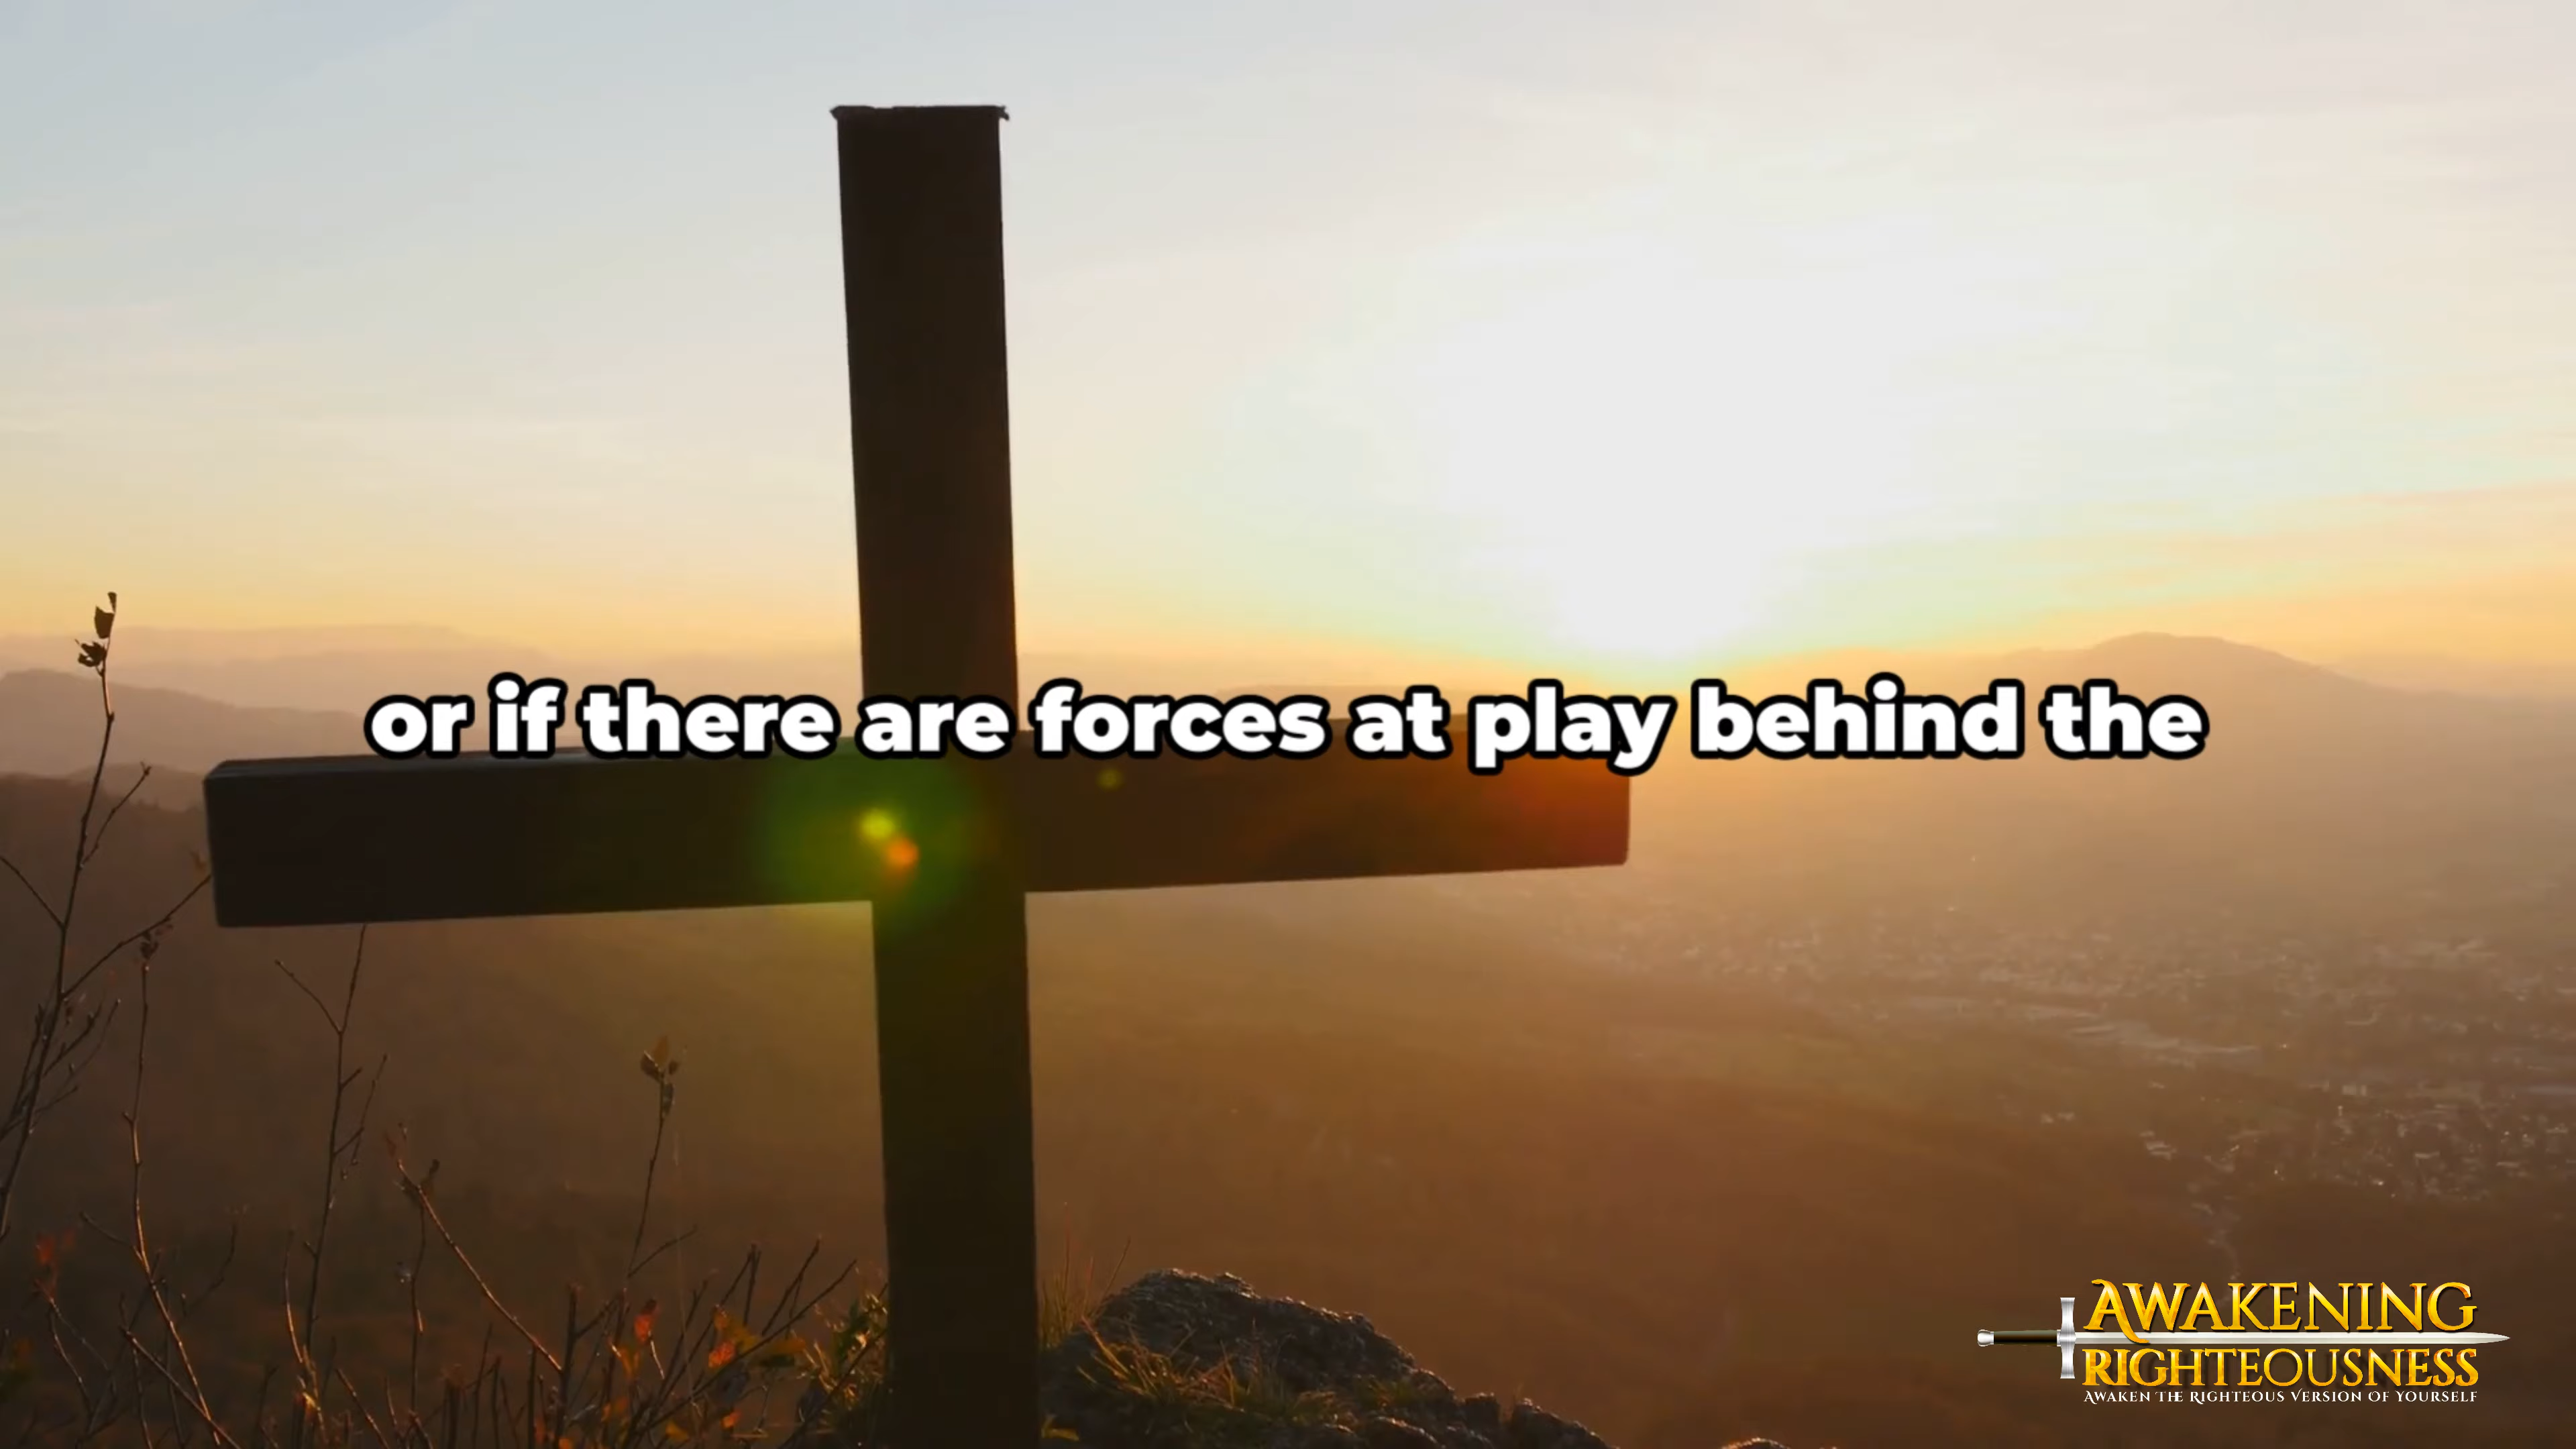 or if there are forces at play behind the
AWAKENING
RIGHTEOUSNESS
AWAKEN THE RIGHTEOUS VERSION OF YOURSELF